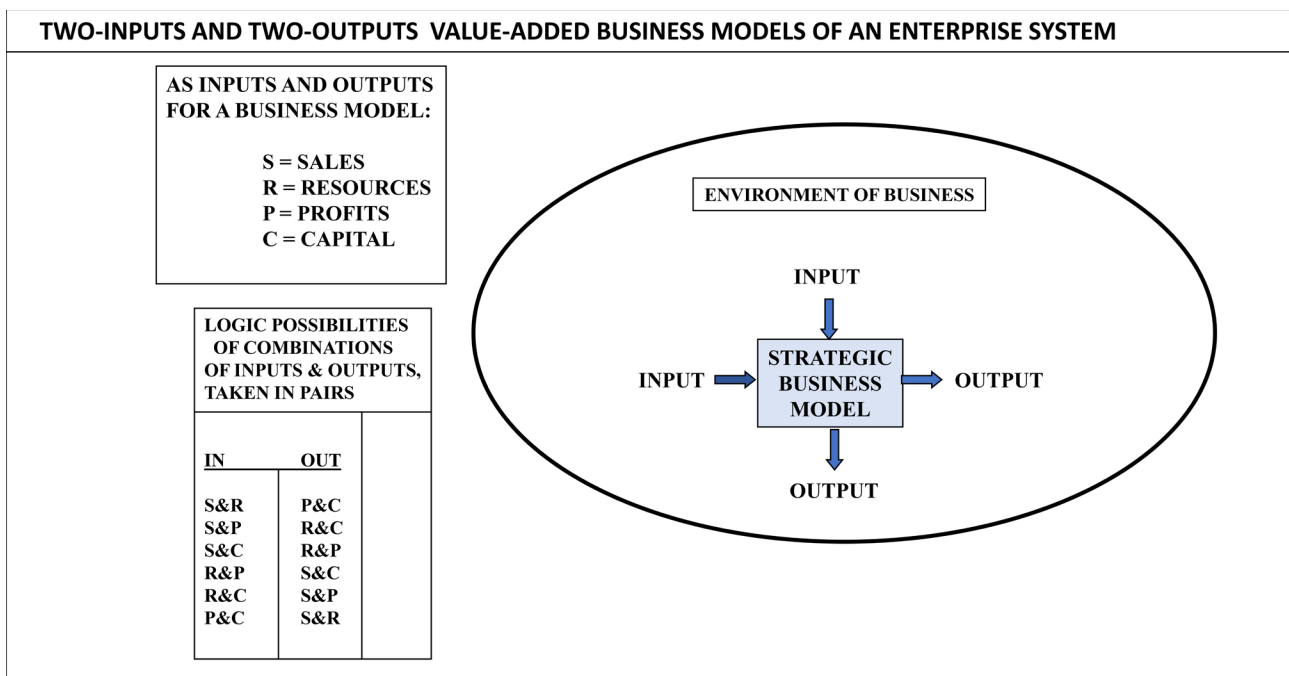 TWO-INPUTS AND TWO-OUTPUTS VALUE-ADDED BUSINESS MODELS OF AN ENTERPRISE SYSTEM
AS INPUTS AND OUTPUTS
FOR A BUSINESS MODEL:
S = SALES
R = RESOURCES
P = PROFITS
C = CAPITAL
LOGIC POSSIBILITIES
OF COMBINATIONS
OF INPUTS & OUTPUTS,
TAKEN IN PAIRS
IN OUT
S&R P&C
S&P R&C
S&C R&P
R&P S&C
R&C S&P
P&C S&R
ENVIRONMENT OF BUSINESS
INPUT
INPUT
STRATEGIC
BUSINESS
MODEL
OUTPUT
OUTPUT